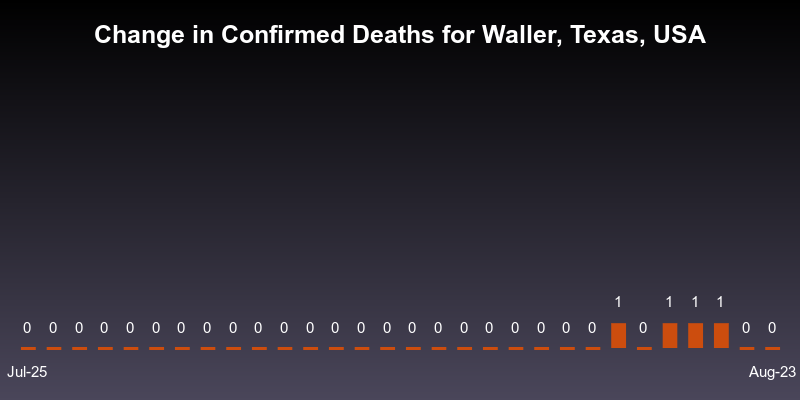 Change in Confirmed Deaths for Waller, Texas, USA
1 1 1 1
0 0 0 0 0 0 0 0 0 0 0 0 0 0 0 0 0 0 0 0 0 0 0 0 0 0
Jul-25 Aug-23